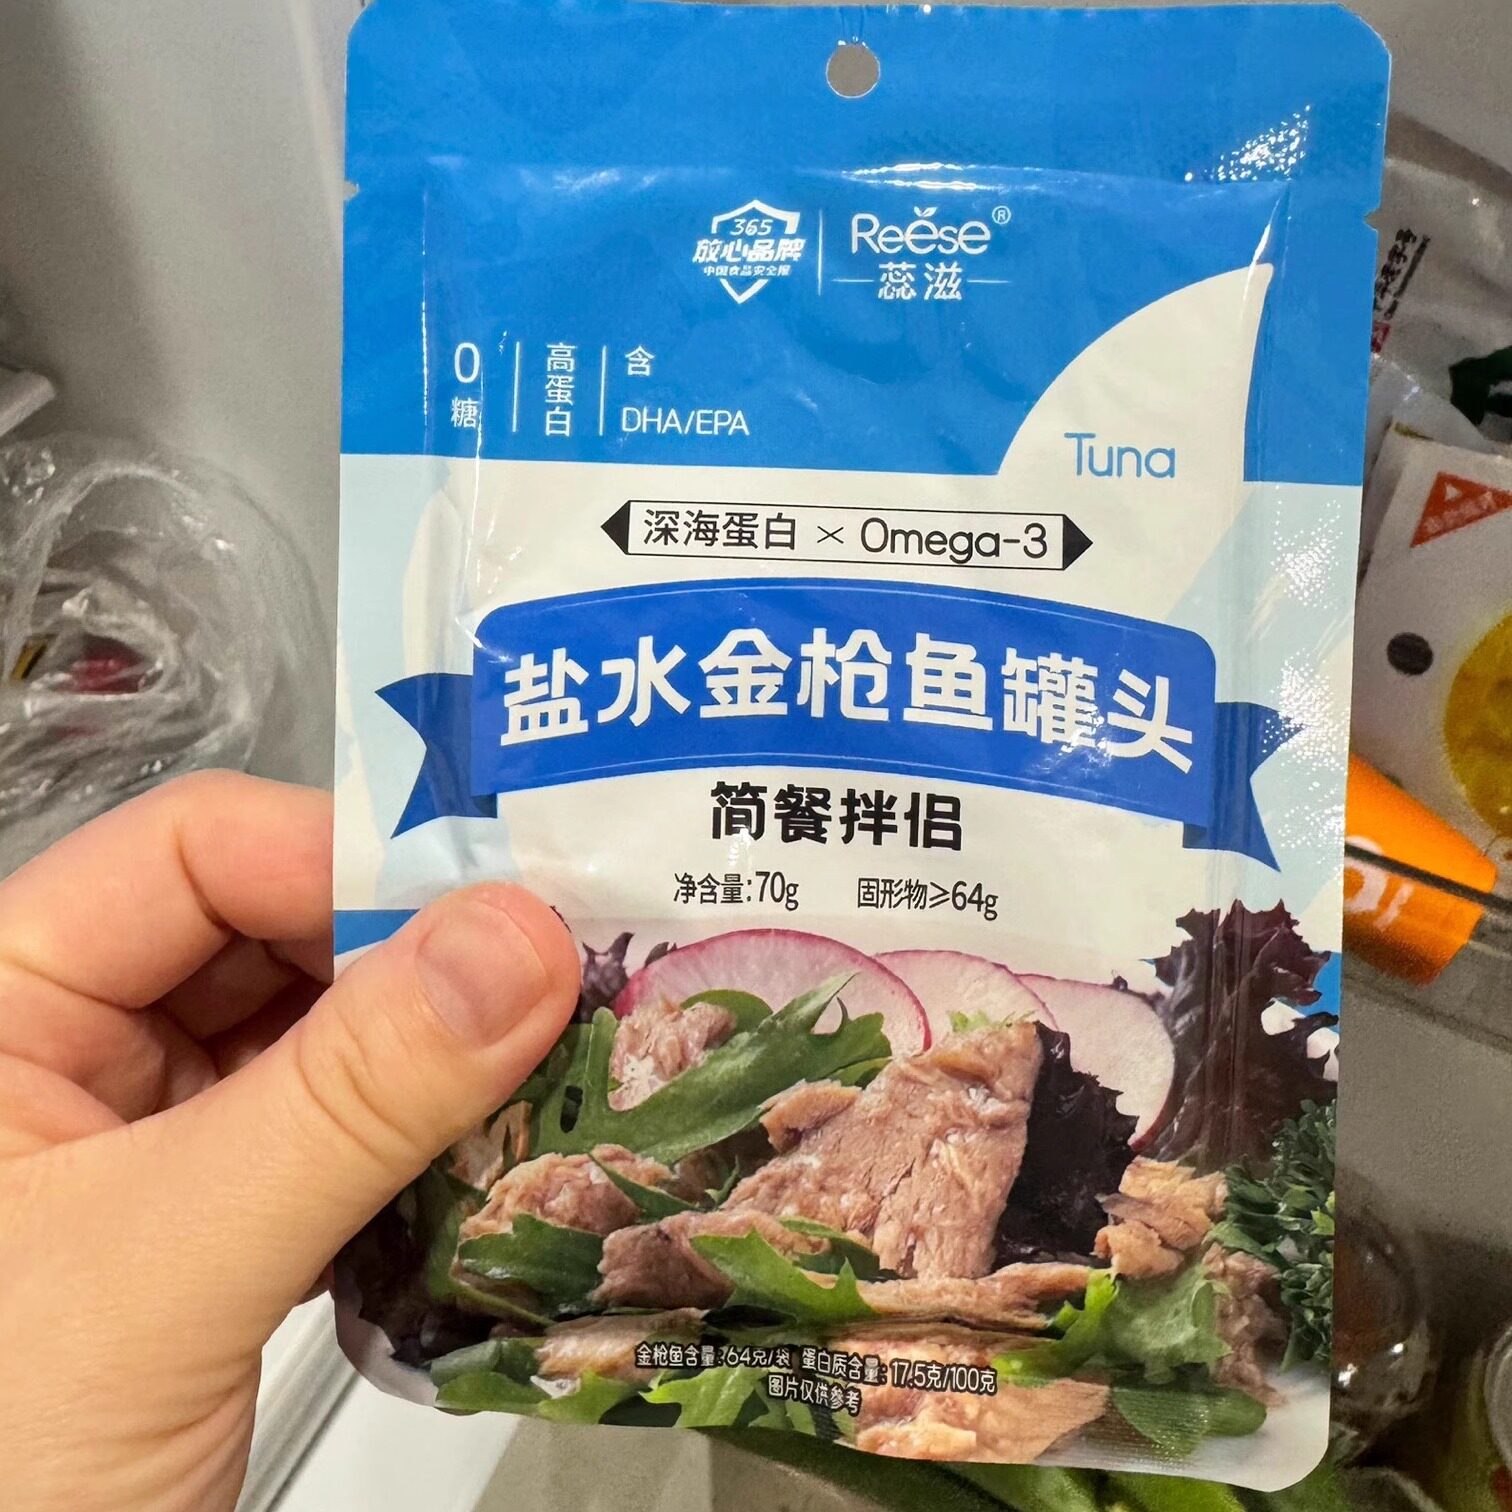 365
放心品牌
中国食品安全报
Reese®
蕊滋
0糖
高蛋白
含
DHA/EPA
Tuna
深海蛋白 × Omega-3
盐水金枪鱼罐头
简餐拌侣
净含量:70g 固形物≥64g
金枪鱼含量:64克/袋 蛋白质含量:17.5克/100克
图片仅供参考